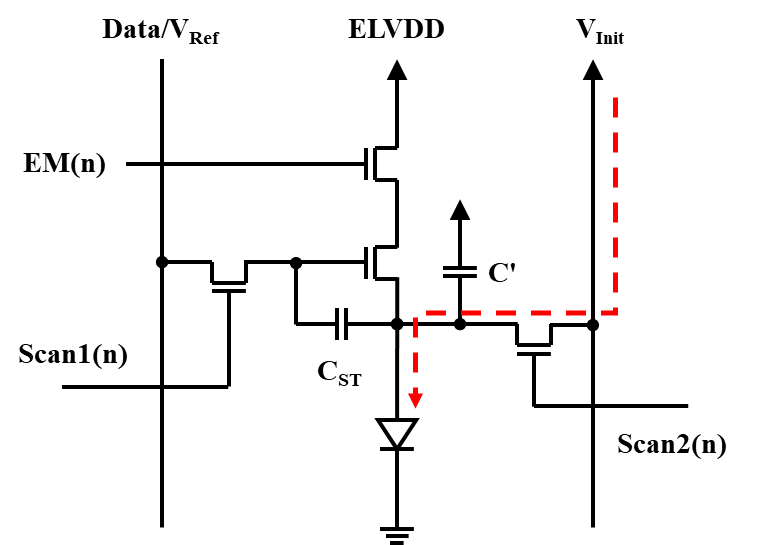 Data/VRef ELVDD VInit
EM(n)
C'
Scan1(n)
CST
Scan2(n)